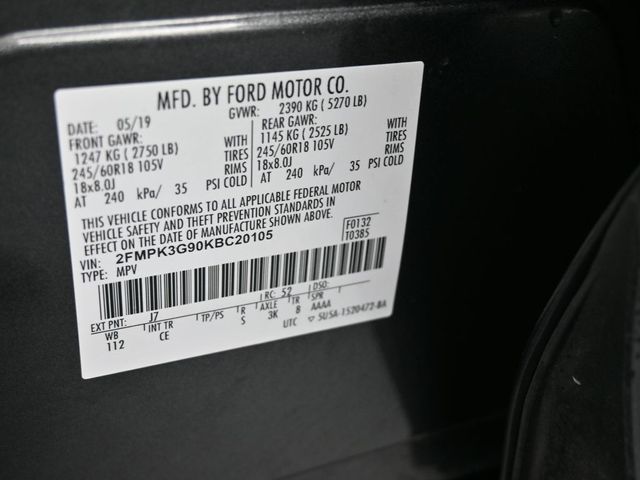 MFD. BY FORD MOTOR CO.
DATE: 05/19 GVWR: 2390 KG ( 5270 LB)
FRONT GAWR: WITH REAR GAWR: WITH
1247 KG ( 2750 LB) TIRES 1145 KG ( 2525 LB) TIRES
245/60R18 105V RIMS 245/60R18 105V RIMS
18x8.0J 18x8.0J
AT 240 kPa/ 35 PSI COLD AT 240 kPa/ 35 PSI COLD
THIS VEHICLE CONFORMS TO ALL APPLICABLE FEDERAL MOTOR
VEHICLE SAFETY AND THEFT PREVENTION STANDARDS IN
EFFECT ON THE DATE OF MANUFACTURE SHOWN ABOVE.
VIN: 2FMPK3G90KBC20105 F0132
TYPE: MPV T0385
EXT PNT: J7 RC: 52 DSO:
WB INT TR TP/PS R AXLE TR SPR
112 CE S 3K 8 AAAA
UTC ▽ 5U5A-1520472-BA